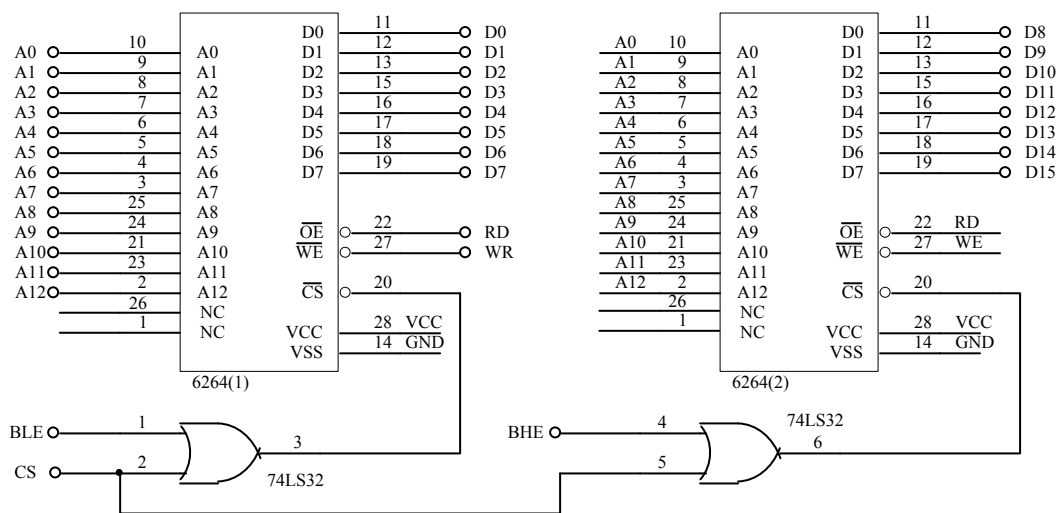 D0 11 D0 D0 11 D8
A0 10 A0 D1 12 D1 A0 10 A0 D1 12 D9
A1 9 A1 D2 13 D2 A1 9 A1 D2 13 D10
A2 8 A2 D3 15 D3 A2 8 A2 D3 15 D11
A3 7 A3 D4 16 D4 A3 7 A3 D4 16 D12
A4 6 A4 D5 17 D5 A4 6 A4 D5 17 D13
A5 5 A5 D6 18 D6 A5 5 A5 D6 18 D14
A6 4 A6 D7 19 D7 A6 4 A6 D7 19 D15
A7 3 A7 A7 3 A7
A8 25 A8 A8 25 A8
A9 24 A9 OE 22 RD A9 24 A9 OE 22 RD
A10 21 A10 WE 27 WR A10 21 A10 WE 27 WE
A11 23 A11 A11 23 A11
A12 2 A12 CS 20 A12 2 A12 CS 20
26 NC 26 NC
1 NC VCC 28 VCC 1 NC VCC 28 VCC
VSS 14 GND VSS 14 GND
6264(1) 6264(2)
BLE 1 3 BHE 4 74LS32 6
CS 2 74LS32 5